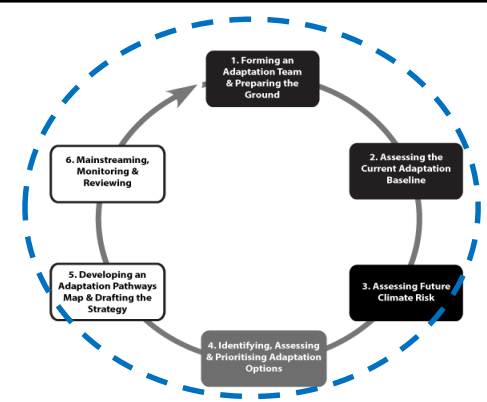 1. Forming an
Adaptation Team
& Preparing the
Ground
2. Assessing the
Current Adaptation
Baseline
3. Assessing Future
Climate Risk
4. Identifying, Assessing
& Prioritising Adaptation
Options
5. Developing an
Adaptation Pathways
Map & Drafting the
Strategy
6. Mainstreaming,
Monitoring &
Reviewing